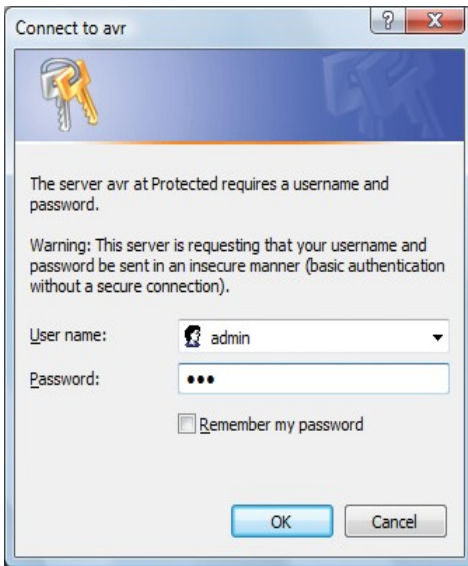 Connect to avr
The server avr at Protected requires a username and
password.
Warning: This server is requesting that your username and
password be sent in an insecure manner (basic authentication
without a secure connection).
User name:
admin
Password:
•••
Remember my password
OK
Cancel